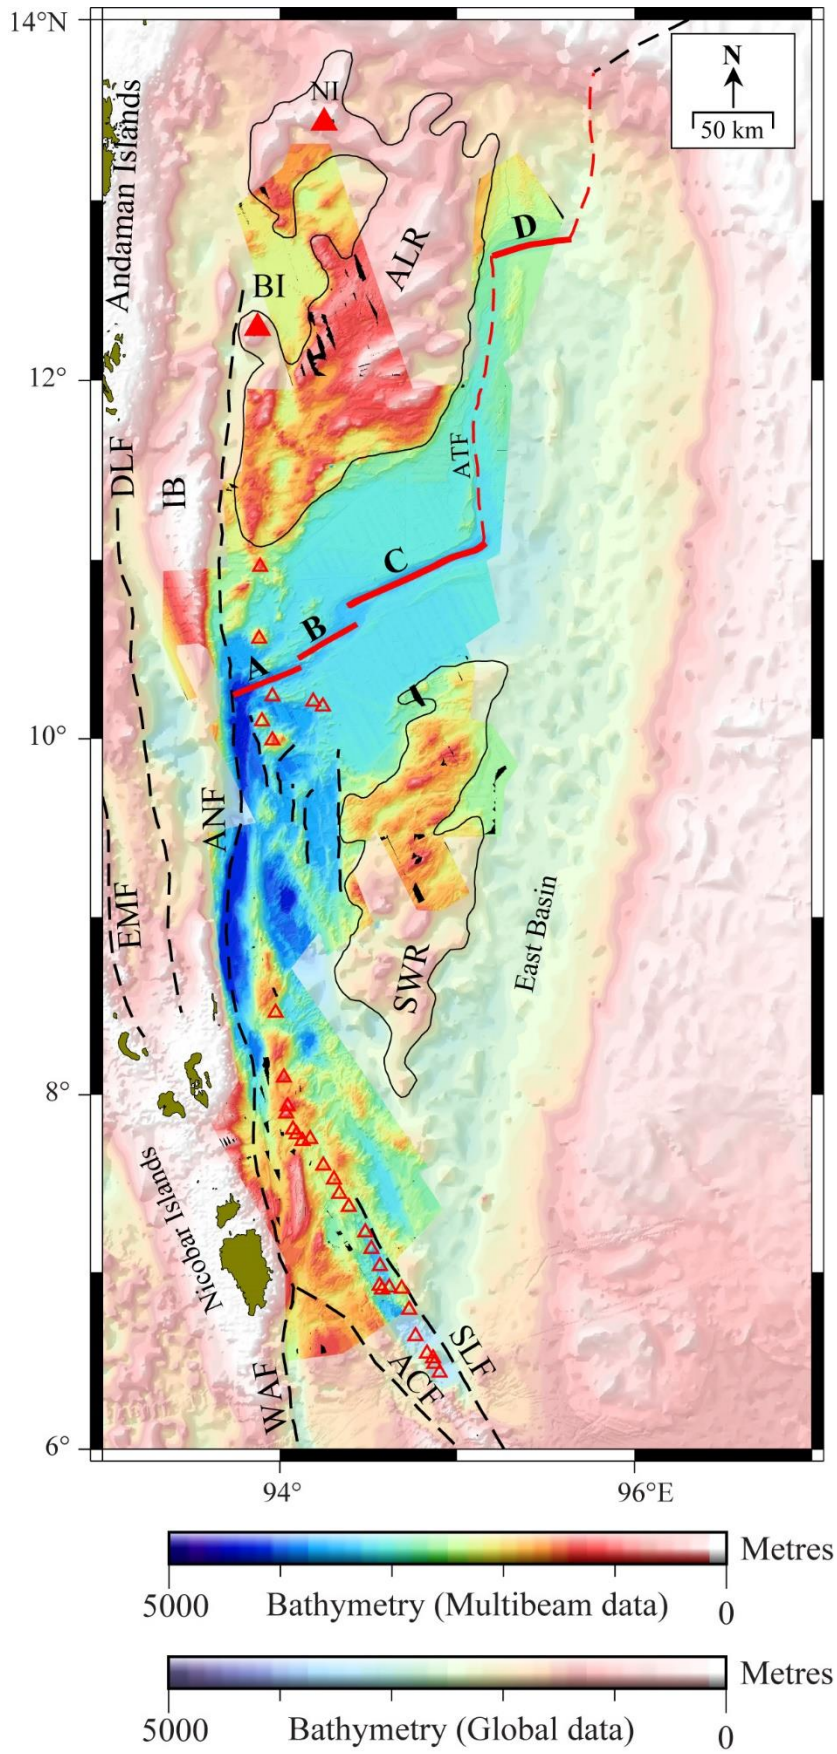 14°N
N
50 km
NI
Andaman Islands
D
ALR
BI
12°
ATF
DLF
IB
C
B
A
10°
ANF
EMF
East Basin
SWR
8°
Nicobar Islands
SLF
ACF
WAF
6°
94°
96°E
Metres
5000
Bathymetry (Multibeam data)
0
Metres
5000
Bathymetry (Global data)
0